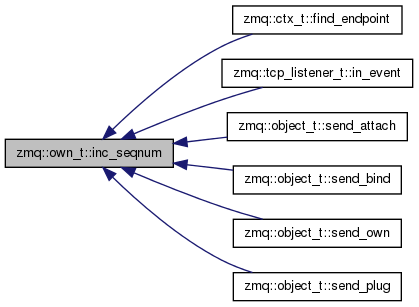 zmq::ctx_t::find_endpoint
zmq::tcp_listener_t::in_event
zmq::object_t::send_attach
zmq::own_t::inc_seqnum
zmq::object_t::send_bind
zmq::object_t::send_own
zmq::object_t::send_plug